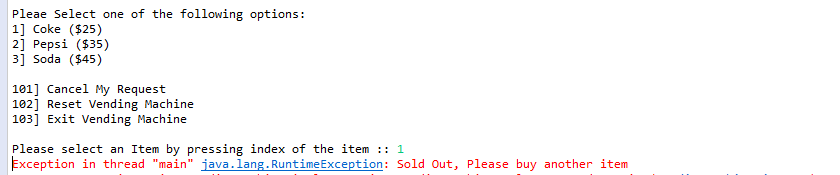 Pleae Select one of the following options:
1] Coke ($25)
2] Pepsi ($35)
3] Soda ($45)
101] Cancel My Request
102] Reset Vending Machine
103] Exit Vending Machine
Please select an Item by pressing index of the item :: 1
Exception in thread "main" java.lang.RuntimeException: Sold Out, Please buy another item